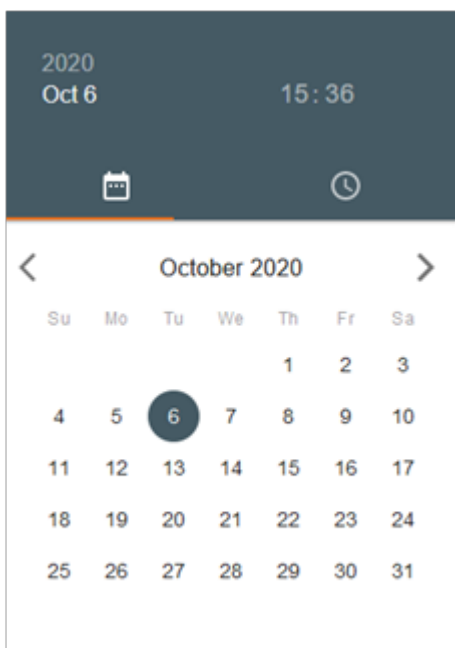 2020
Oct 6 15:36
October 2020
Su Mo Tu We Th Fr Sa
1 2 3
4 5 6 7 8 9 10
11 12 13 14 15 16 17
18 19 20 21 22 23 24
25 26 27 28 29 30 31